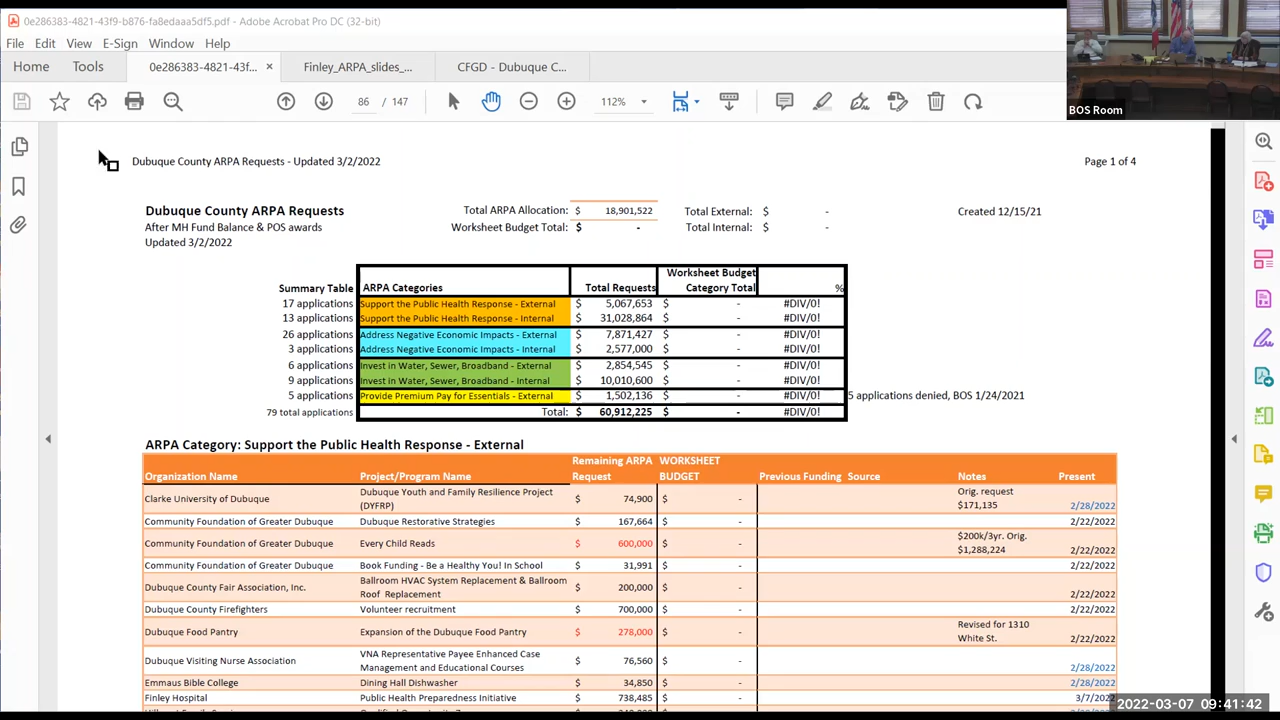 0e286383-4821-43f9-b876-fa8edaaa5df5.pdf - Adobe Acrobat Pro DC (32-bit)
File Edit View E-Sign Window Help
Home Tools 0e286383-4821-43f... × Finley_ARPA_slides_... CFGD - Dubuque C...
86 / 147 112%
BOS Room
Dubuque County ARPA Requests - Updated 3/2/2022 Page 1 of 4
Dubuque County ARPA Requests Total ARPA Allocation: $ 18,901,522 Total External: $ - Created 12/15/21
After MH Fund Balance & POS awards Worksheet Budget Total: $ - Total Internal: $ -
Updated 3/2/2022
Worksheet Budget
Summary Table ARPA Categories Total Requests Category Total %
17 applications Support the Public Health Response - External $ 5,067,653 $ - #DIV/0!
13 applications Support the Public Health Response - Internal $ 31,028,864 $ - #DIV/0!
26 applications Address Negative Economic Impacts - External $ 7,871,427 $ - #DIV/0!
3 applications Address Negative Economic Impacts - Internal $ 2,577,000 $ - #DIV/0!
6 applications Invest in Water, Sewer, Broadband - External $ 2,854,545 $ - #DIV/0!
9 applications Invest in Water, Sewer, Broadband - Internal $ 10,010,600 $ - #DIV/0!
5 applications Provide Premium Pay for Essentials - External $ 1,502,136 $ - #DIV/0! 5 applications denied, BOS 1/24/2021
79 total applications Total: $ 60,912,225 $ - #DIV/0!
ARPA Category: Support the Public Health Response - External
Remaining ARPA WORKSHEET
Organization Name Project/Program Name Request BUDGET Previous Funding Source Notes Present
Clarke University of Dubuque Dubuque Youth and Family Resilience Project (DYFRP) $ 74,900 $ - Orig. request $171,135 2/28/2022
Community Foundation of Greater Dubuque Dubuque Restorative Strategies $ 167,664 $ - 2/22/2022
Community Foundation of Greater Dubuque Every Child Reads $ 600,000 $ - $200k/3yr. Orig. $1,288,224 2/22/2022
Community Foundation of Greater Dubuque Book Funding - Be a Healthy You! In School $ 31,991 $ - 2/22/2022
Dubuque County Fair Association, Inc. Ballroom HVAC System Replacement & Ballroom Roof Replacement $ 200,000 $ - 2/22/2022
Dubuque County Firefighters Volunteer recruitment $ 700,000 $ - 2/22/2022
Dubuque Food Pantry Expansion of the Dubuque Food Pantry $ 278,000 $ - Revised for 1310 White St. 2/22/2022
Dubuque Visiting Nurse Association VNA Representative Payee Enhanced Case Management and Educational Courses $ 76,560 $ - 2/28/2022
Emmaus Bible College Dining Hall Dishwasher $ 34,850 $ - 2/28/2022
Finley Hospital Public Health Preparedness Initiative $ 738,485 $ - 3/7/2022
2022-03-07 09:41:42